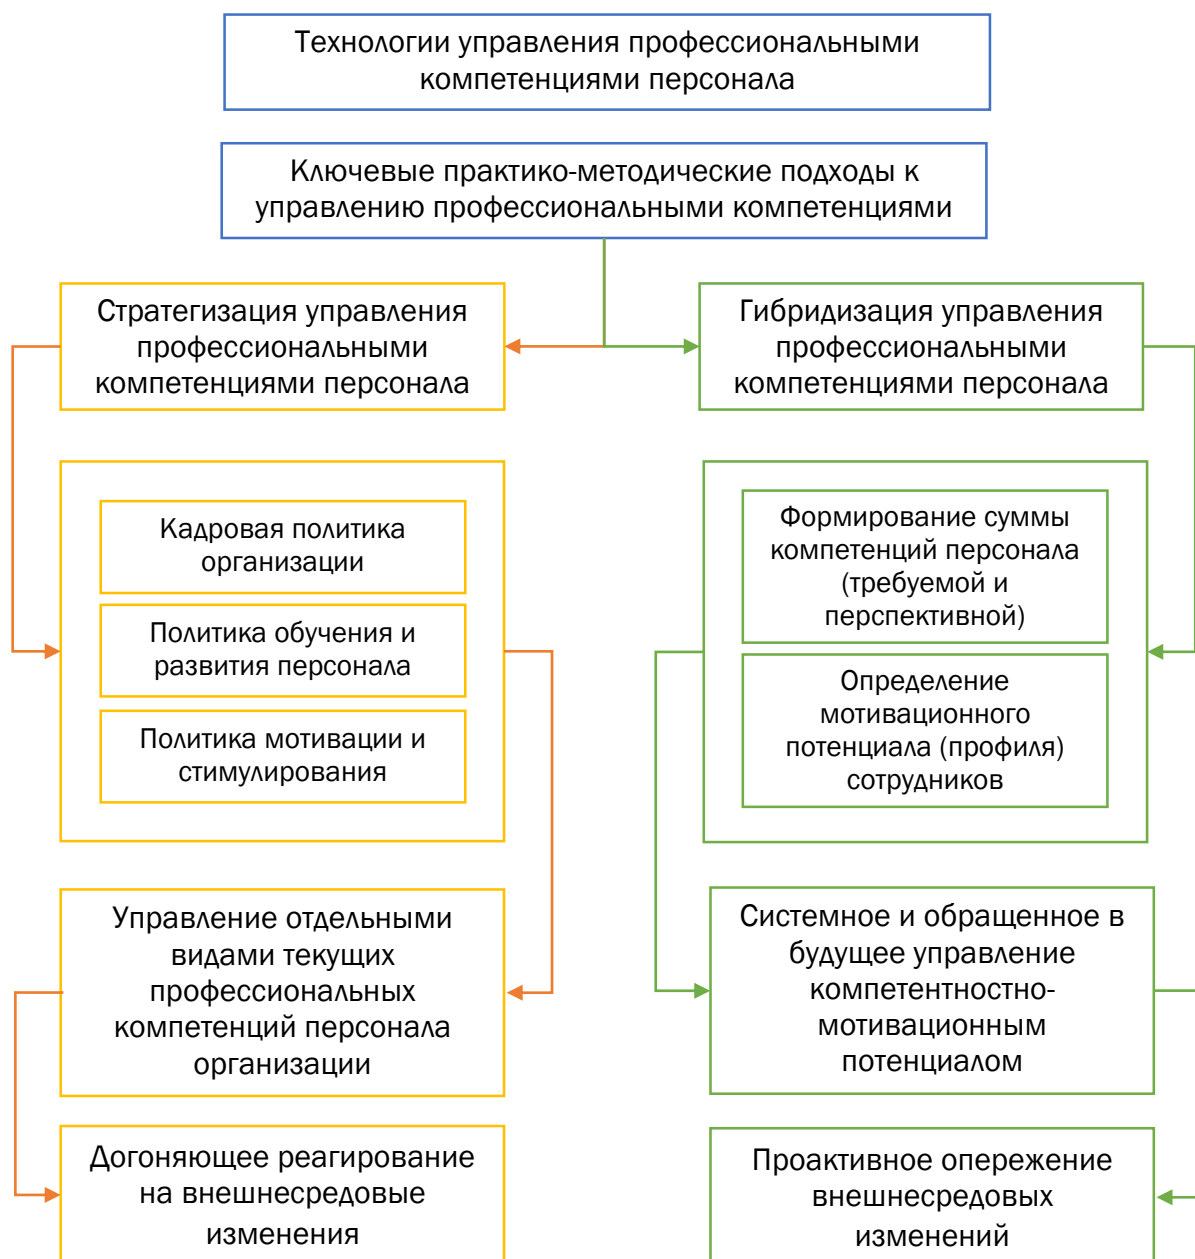 Технологии управления профессиональными
компетенциями персонала
Ключевые практико-методические подходы к
управлению профессиональными компетенциями
Стратегизация управления
профессиональными
компетенциями персонала
Гибридизация управления
профессиональными
компетенциями персонала
Кадровая политика
организации
Политика обучения и
развития персонала
Политика мотивации и
стимулирования
Формирование суммы
компетенций персонала
(требуемой и
перспективной)
Определение
мотивационного
потенциала (профиля)
сотрудников
Управление отдельными
видами текущих
профессиональных
компетенций персонала
организации
Системное и обращенное в
будущее управление
компетентностно-
мотивационным
потенциалом
Догоняющее реагирование
на внешнесредовые
изменения
Проактивное опережение
внешнесредовых
изменений